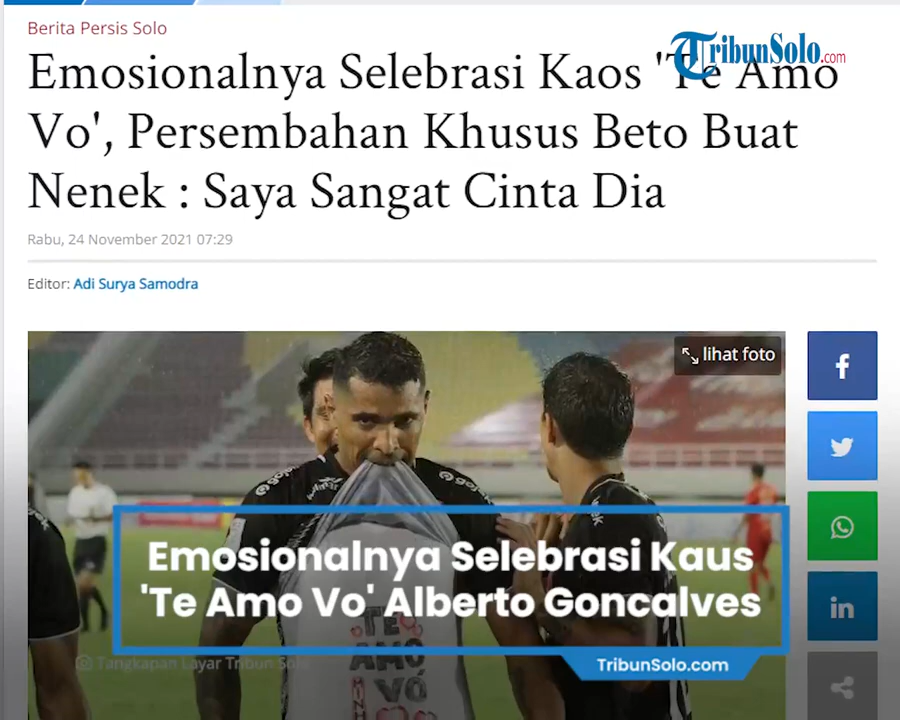 Berita Persis Solo
TribunSolo.com
Emosionalnya Selebrasi Kaos 'Te Amo
Vo', Persembahan Khusus Beto Buat
Nenek : Saya Sangat Cinta Dia
Rabu, 24 November 2021 07:29
Editor: Adi Surya Samodra
lihat foto
gojek
Emosionalnya Selebrasi Kaus
'Te Amo Vo' Alberto Goncalves
TE
AMO
VÓ
Tangkapan Layar Tribun Solo
TribunSolo.com